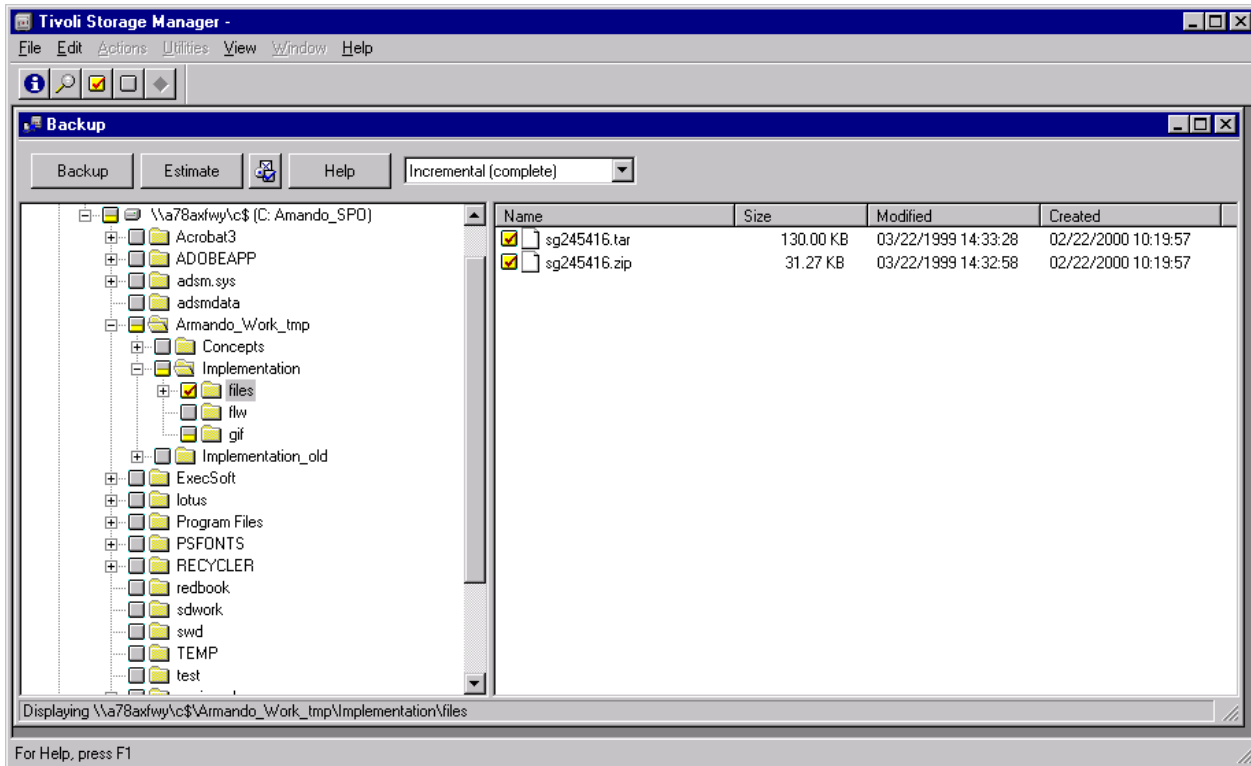 Tivoli Storage Manager -
File Edit Actions Utilities View Window Help
Backup
Backup Estimate Help Incremental (complete)
\\a78axfwy\c$ (C: Amando_SPO)
Acrobat3
ADOBEAPP
adsm.sys
adsmdata
Armando_Work_tmp
Concepts
Implementation
files
flw
gif
Implementation_old
ExecSoft
lotus
Program Files
PSFONTS
RECYCLER
redbook
sdwork
swd
TEMP
test
Name Size Modified Created
sg245416.tar 130.00 KB 03/22/1999 14:33:28 02/22/2000 10:19:57
sg245416.zip 31.27 KB 03/22/1999 14:32:58 02/22/2000 10:19:57
Displaying \\a78axfwy\c$\Armando_Work_tmp\Implementation\files
For Help, press F1